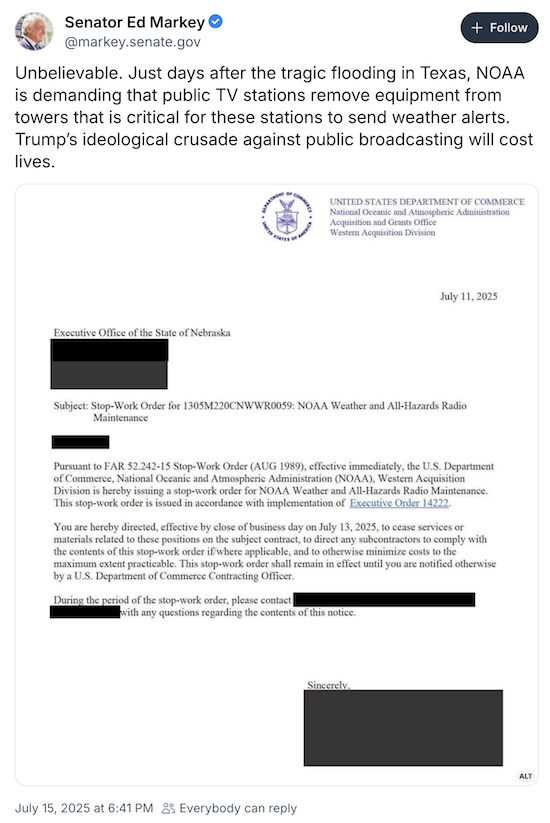 Senator Ed Markey
@markey.senate.gov
+ Follow
Unbelievable. Just days after the tragic flooding in Texas, NOAA
is demanding that public TV stations remove equipment from
towers that is critical for these stations to send weather alerts.
Trump’s ideological crusade against public broadcasting will cost
lives.
DEPARTMENT OF COMMERCE
UNITED STATES OF AMERICA
UNITED STATES DEPARTMENT OF COMMERCE
National Oceanic and Atmospheric Administration
Acquisition and Grants Office
Western Acquisition Division
July 11, 2025
Executive Office of the State of Nebraska
Subject: Stop-Work Order for 1305M220CNWWR0059: NOAA Weather and All-Hazards Radio
Maintenance
Pursuant to FAR 52.242-15 Stop-Work Order (AUG 1989), effective immediately, the U.S. Department
of Commerce, National Oceanic and Atmospheric Administration (NOAA), Western Acquisition
Division is hereby issuing a stop-work order for NOAA Weather and All-Hazards Radio Maintenance.
This stop-work order is issued in accordance with implementation of Executive Order 14222.
You are hereby directed, effective by close of business day on July 13, 2025, to cease services or
materials related to these positions on the subject contract, to direct any subcontractors to comply with
the contents of this stop-work order if/where applicable, and to otherwise minimize costs to the
maximum extent practicable. This stop-work order shall remain in effect until you are notified otherwise
by a U.S. Department of Commerce Contracting Officer.
During the period of the stop-work order, please contact
with any questions regarding the contents of this notice.
Sincerely,
ALT
July 15, 2025 at 6:41 PM Everybody can reply